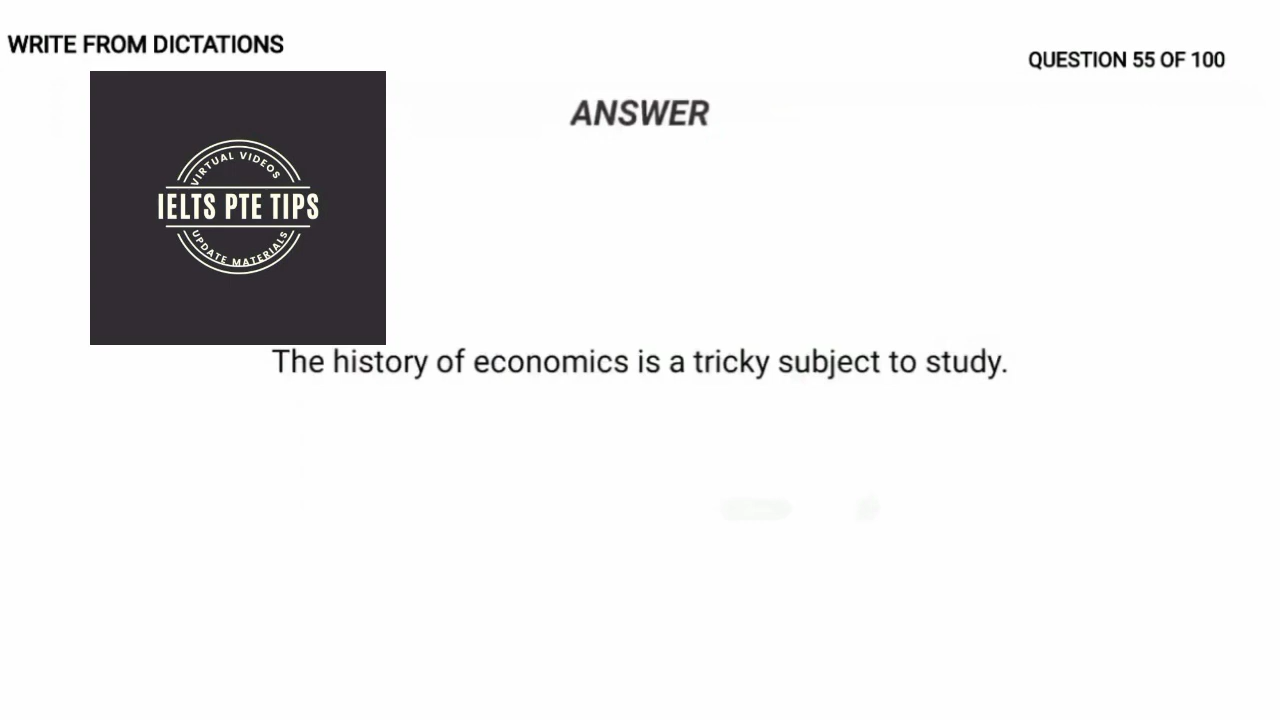 WRITE FROM DICTATIONS
QUESTION 55 OF 100
ANSWER
VIRTUAL VIDEOS
IELTS PTE TIPS
UPDATE MATERIALS
The history of economics is a tricky subject to study.